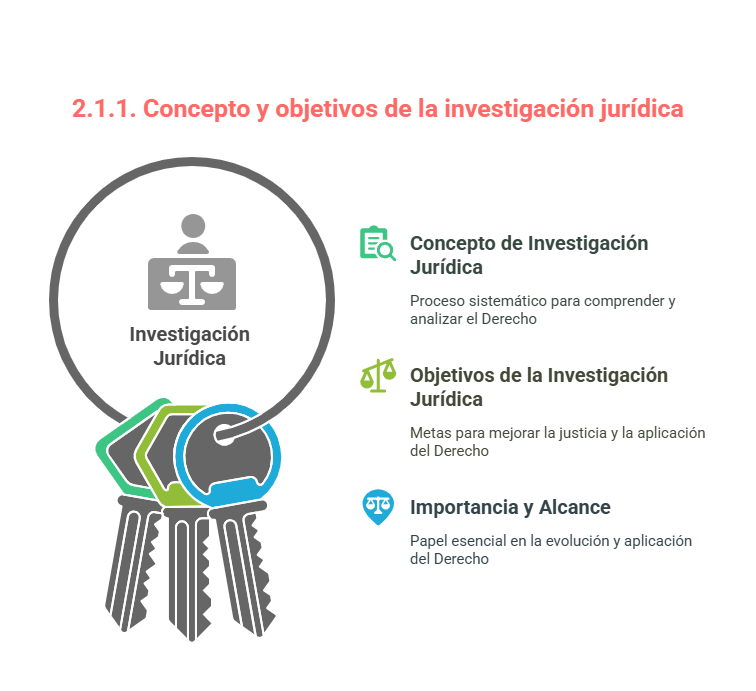 2.1.1. Concepto y objetivos de la investigación jurídica
Investigación
Jurídica
Concepto de Investigación
Jurídica
Proceso sistemático para comprender y
analizar el Derecho
Objetivos de la Investigación
Jurídica
Metas para mejorar la justicia y la aplicación
del Derecho
Importancia y Alcance
Papel esencial en la evolución y aplicación
del Derecho